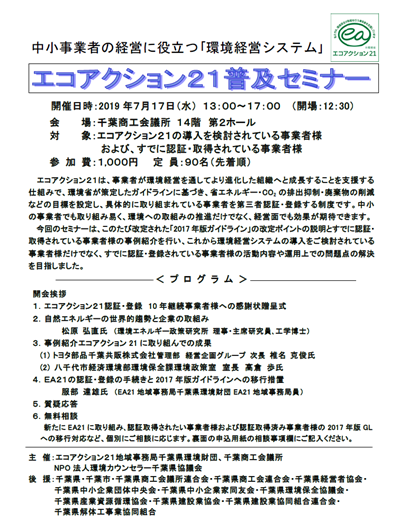 中小事業者の経営に役立つ「環境経営システム」
エコアクション21
エコアクション21普及セミナー
開催日時：2019年7月17日(水) 13：00～17：00 (開場：12：30)
会　　場：千葉商工会議所 14階 第2ホール
対　　象：エコアクション21の導入を検討されている事業者様
および、すでに認証・取得されている事業者様
参 加 費：1,000円　定 員：90名（先着順）
エコアクション21は、事業者が環境経営を通じてより進化した組織へと成長することを支援する
仕組みで、環境省が策定したガイドラインに基づき、省エネルギー・CO₂の排出抑制・廃棄物の削減
などの目標を設定し、具体的に取り組まれている事業者を第三者認証・登録する制度です。中小
の事業者でも取り組み易く、環境への取組みの推進だけでなく、経営面でも効果が期待できます。
今回のセミナーは、このたび改定された「2017年版ガイドライン」の改定ポイントの説明とすでに認証・
取得されている事業者様の事例紹介を行い、これから環境経営システムの導入をご検討されている
事業者様だけでなく、すでに認証・登録されている事業者様の活動内容や運用上での問題点の解決
を目指しました。
＜プログラム＞
開会挨拶
1．エコアクション21認証・登録 10年継続事業者様への感謝状贈呈式
2．自然エネルギーの世界的趨勢と企業の取組み
松原 弘直氏 （環境エネルギー政策研究所 理事・主席研究員、工学博士）
3．事例紹介エコアクション21に取り組んでの成果
(1)トヨタ部品千葉共販株式会社管理部 経営企画グループ 次長 椎名 克俊氏
(2)八千代市経済環境部環境保全課環境政策室 室長 高倉 歩氏
4．EA21の認証・登録の手続きと2017年版ガイドラインへの移行措置
服部 達雄氏 （EA21地域事務局千葉県環境財団 EA21地域事務局員）
5．質疑応答
6．無料相談
新たにEA21に取り組み、認証取得されたい事業者様および認証取得済み事業者様の2017年版GL
への移行対応など、個別にご相談に応じます。裏面の申込用紙の相談事項欄にご記入ください。
主 催：エコアクション21地域事務局千葉県環境財団、千葉商工会議所
NPO法人環境カウンセラー千葉県協議会
後 援：千葉県・千葉市・千葉県商工会議所連合会・千葉県商工会連合会・千葉県経営者協会・
千葉県中小企業団体中央会・千葉県中小企業家同友会・千葉県環境保全協議会・
千葉県産業資源循環協会・千葉県建設業協会・千葉県建設業協同組合連合会・
千葉県解体工事業協同組合